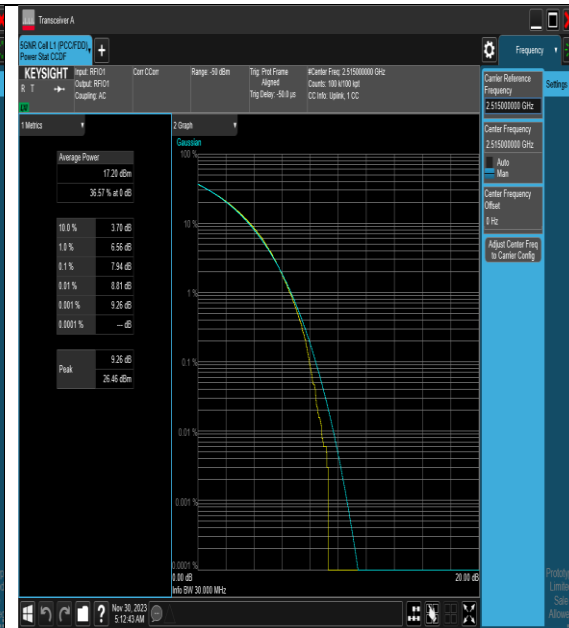 Transceiver A
5GNR Cell L1 (PCC/FDD),
Power Stat CCDF
+
Frequency
KEYSIGHT
R T
Input: RFIO1
Output: RFIO1
Coupling: AC
Corr CCorr
Range: -50 dBm
Trig: Prot Frame
Aligned
Trig Delay: -50.0 µs
#Center Freq: 2.515000000 GHz
Counts: 100 k/100 kpt
CC Info: Uplink, 1 CC
1 Metrics
Average Power
17.20 dBm
36.57 % at 0 dB
10.0 % 3.70 dB
1.0 % 6.56 dB
0.1 % 7.94 dB
0.01 % 8.81 dB
0.001 % 9.26 dB
0.0001 % --- dB
Peak
9.26 dB
26.46 dBm
2 Graph
Gaussian
100 %
10 %
1 %
0.1 %
0.01 %
0.001 %
0.0001 %
0.00 dB 20.00 dB
Info BW 30.000 MHz
Carrier Reference
Frequency
2.515000000 GHz
Center Frequency
2.515000000 GHz
Auto
Man
Center Frequency
Offset
0 Hz
Adjust Center Freq
to Carrier Config
Settings
Nov 30, 2023
5:12:43 AM
?